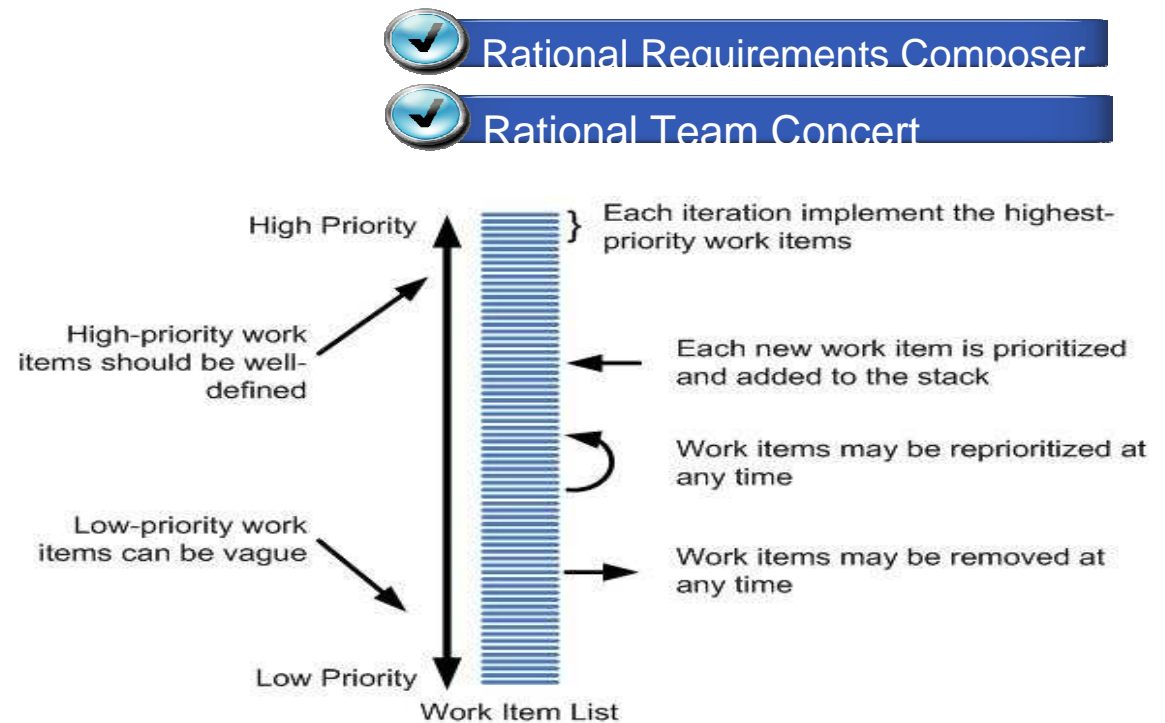 Rational Requirements Composer
Rational Team Concert
High Priority
Each iteration implement the highest-
priority work items
High-priority work
items should be well-
defined
Each new work item is prioritized
and added to the stack
Work items may be reprioritized at
any time
Low-priority work
items can be vague
Work items may be removed at
any time
Low Priority
Work Item List